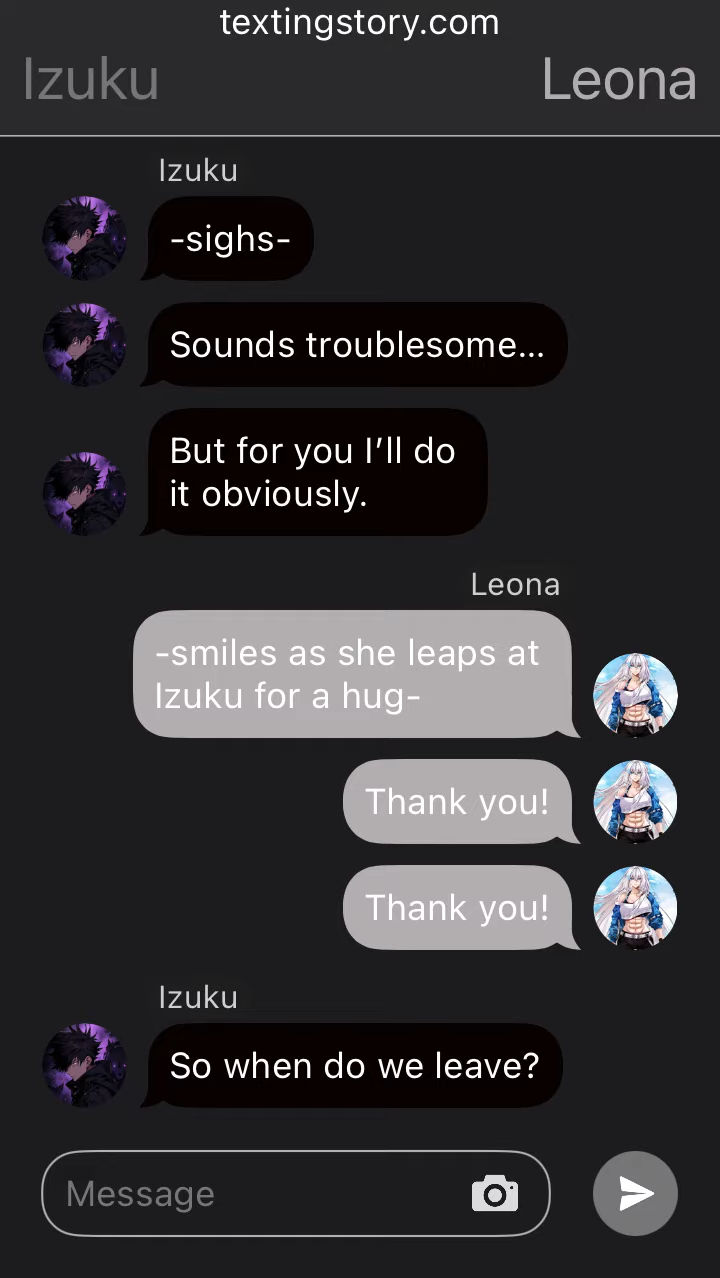 textingstory.com
Izuku
Leona
Izuku
-sighs-
Sounds troublesome...
But for you I’ll do
it obviously.
Leona
-smiles as she leaps at
Izuku for a hug-
Thank you!
Thank you!
Izuku
So when do we leave?
Message